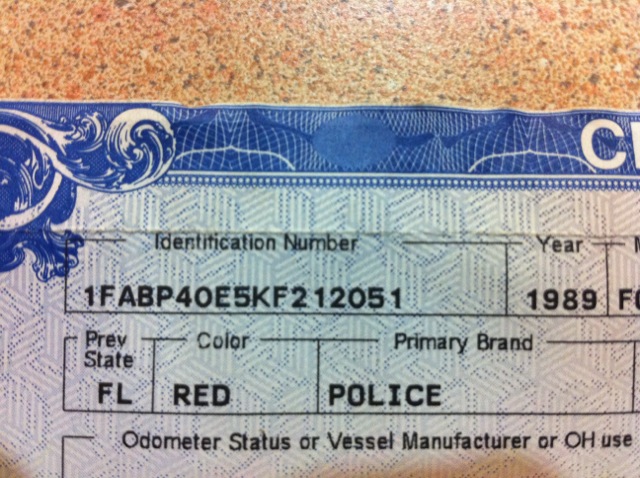 Identification Number Year
1FABP40E5KF212051 1989
Prev State Color Primary Brand
FL RED POLICE
Odometer Status or Vessel Manufacturer or OH use